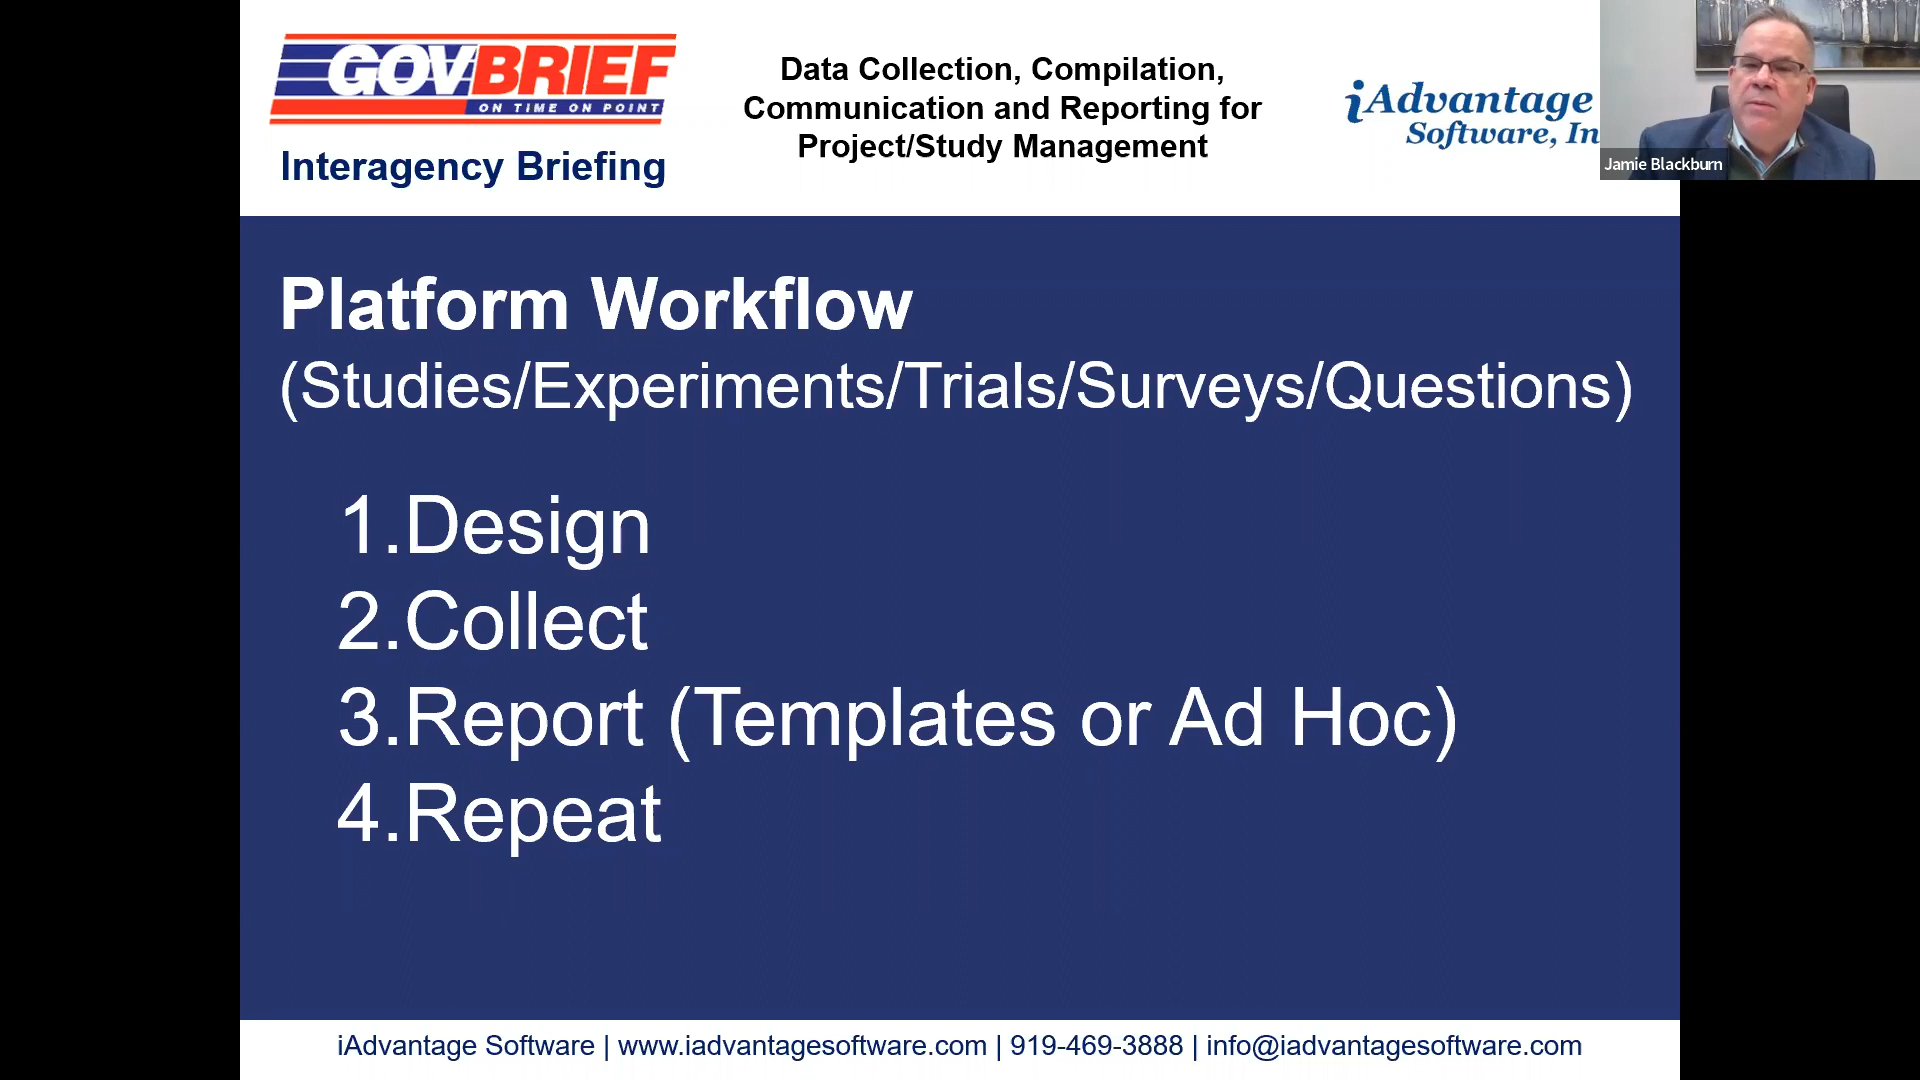 GOVBRIEF
ON TIME ON POINT
Interagency Briefing
Data Collection, Compilation,
Communication and Reporting for
Project/Study Management
iAdvantage
Software, In
Jamie Blackburn
Platform Workflow
(Studies/Experiments/Trials/Surveys/Questions)
1.Design
2.Collect
3.Report (Templates or Ad Hoc)
4.Repeat
iAdvantage Software | www.iadvantagesoftware.com | 919-469-3888 | info@iadvantagesoftware.com